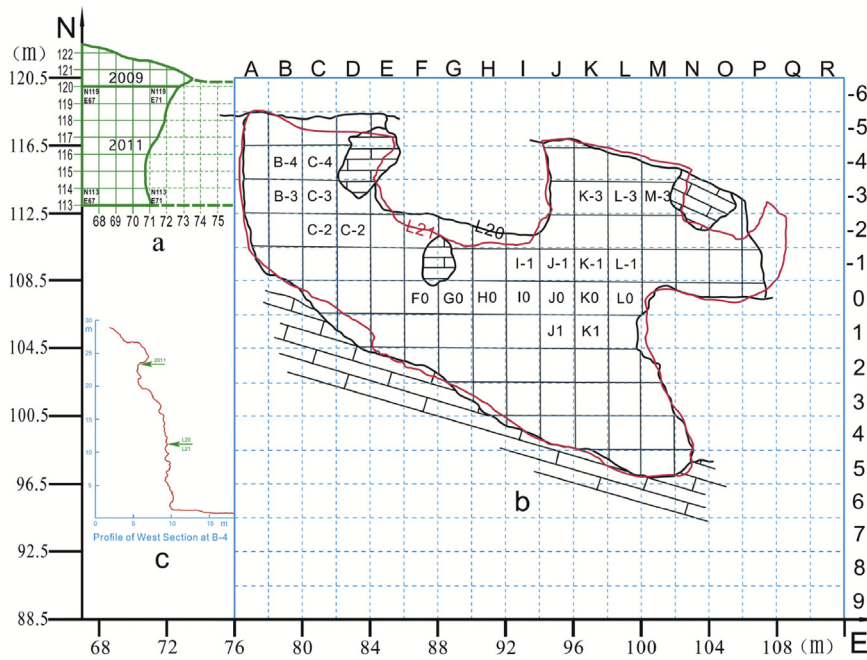 N
(m)
A B C D E F G H I J K L M N O P Q R
122
121
120
119
118
117
116
115
114
113
2009
N119
E67
N119
E71
2011
N113
E67
N113
E71
68 69 70 71 72 73 74 75
a
120.5
116.5
112.5
108.5
104.5
100.5
96.5
92.5
88.5
-6
-5
-4
-3
-2
-1
0
1
2
3
4
5
6
7
8
9
B-4 C-4
B-3 C-3 K-3 L-3 M-3
C-2 D-2 L21 L20
I-1 J-1 K-1 L-1
F0 G0 H0 I0 J0 K0 L0
J1 K1
b
30
m
25
20
15
10
5
2011
L20
L21
0 5 10 15 m
Profile of West Section at B-4
c
68 72 76 80 84 88 92 96 100 104 (m) 108 E